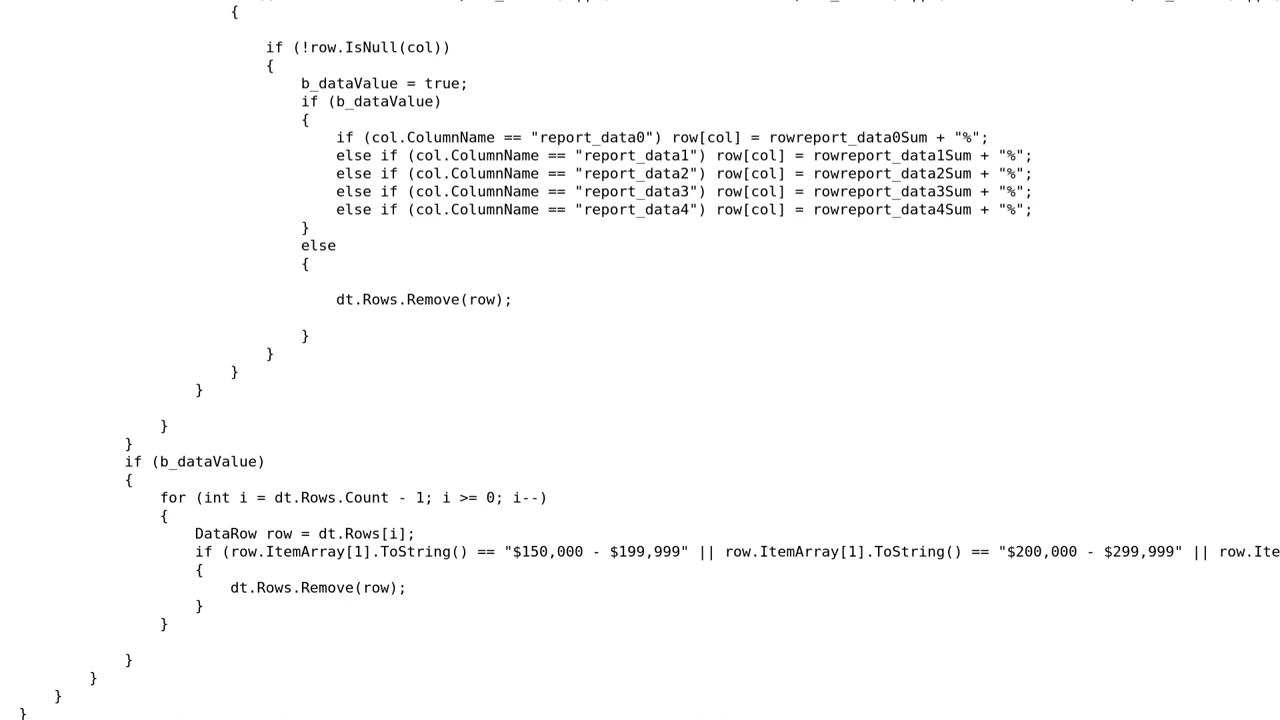 {
if (!row.IsNull(col))
{
b_dataValue = true;
if (b_dataValue)
{
if (col.ColumnName == "report_data0") row[col] = rowreport_data0Sum + "%";
else if (col.ColumnName == "report_data1") row[col] = rowreport_data1Sum + "%";
else if (col.ColumnName == "report_data2") row[col] = rowreport_data2Sum + "%";
else if (col.ColumnName == "report_data3") row[col] = rowreport_data3Sum + "%";
else if (col.ColumnName == "report_data4") row[col] = rowreport_data4Sum + "%";
}
else
{
dt.Rows.Remove(row);
}
}
}
}
}
}
if (b_dataValue)
{
for (int i = dt.Rows.Count - 1; i >= 0; i--)
{
DataRow row = dt.Rows[i];
if (row.ItemArray[1].ToString() == "$150,000 - $199,999" || row.ItemArray[1].ToString() == "$200,000 - $299,999" || row.Ite
{
dt.Rows.Remove(row);
}
}
}
}
}
}